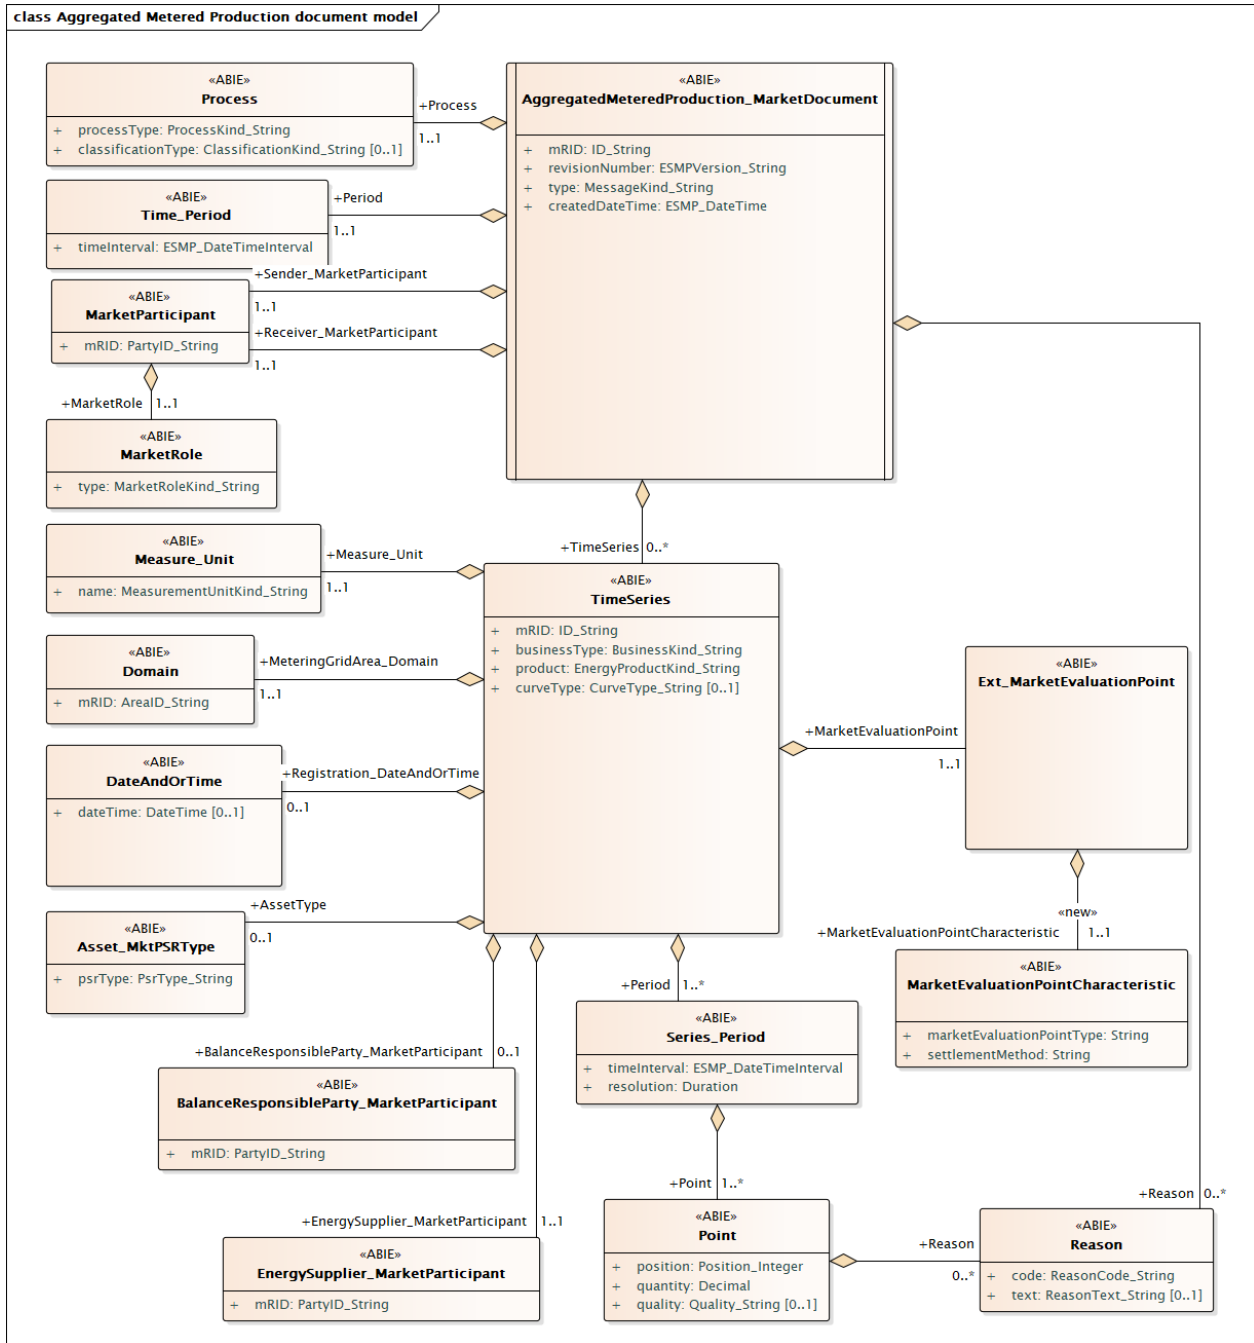 class Aggregated Metered Production document model
«ABIE»
Process
+ processType: ProcessKind_String
+ classificationType: ClassificationKind_String [0..1]
+Process
1..1
«ABIE»
AggregatedMeteredProduction_MarketDocument
+ mRID: ID_String
+ revisionNumber: ESMPVersion_String
+ type: MessageKind_String
+ createdDateTime: ESMP_DateTime
«ABIE»
Time_Period
+ timeInterval: ESMP_DateTimeInterval
+Period
1..1
+Sender_MarketParticipant
1..1
«ABIE»
MarketParticipant
+ mRID: PartyID_String
+Receiver_MarketParticipant
1..1
+MarketRole
1..1
«ABIE»
MarketRole
+ type: MarketRoleKind_String
+TimeSeries
0..*
«ABIE»
Measure_Unit
+ name: MeasurementUnitKind_String
+Measure_Unit
1..1
«ABIE»
TimeSeries
+ mRID: ID_String
+ businessType: BusinessKind_String
+ product: EnergyProductKind_String
+ curveType: CurveType_String [0..1]
«ABIE»
Domain
+ mRID: AreaID_String
+MeteringGridArea_Domain
1..1
«ABIE»
Ext_MarketEvaluationPoint
+MarketEvaluationPoint
1..1
«ABIE»
DateAndOrTime
+ dateTime: DateTime [0..1]
+Registration_DateAndOrTime
0..1
«ABIE»
Asset_MktPSRType
+ psrType: PsrType_String
+AssetType
0..1
«new»
+MarketEvaluationPointCharacteristic
1..1
«ABIE»
MarketEvaluationPointCharacteristic
+ marketEvaluationPointType: String
+ settlementMethod: String
+Period
1..*
«ABIE»
Series_Period
+ timeInterval: ESMP_DateTimeInterval
+ resolution: Duration
+BalanceResponsibleParty_MarketParticipant
0..1
«ABIE»
BalanceResponsibleParty_MarketParticipant
+ mRID: PartyID_String
+Point
1..*
+Reason
0..*
+EnergySupplier_MarketParticipant
1..1
«ABIE»
EnergySupplier_MarketParticipant
+ mRID: PartyID_String
«ABIE»
Point
+ position: Position_Integer
+ quantity: Decimal
+ quality: Quality_String [0..1]
+Reason
0..*
«ABIE»
Reason
+ code: ReasonCode_String
+ text: ReasonText_String [0..1]